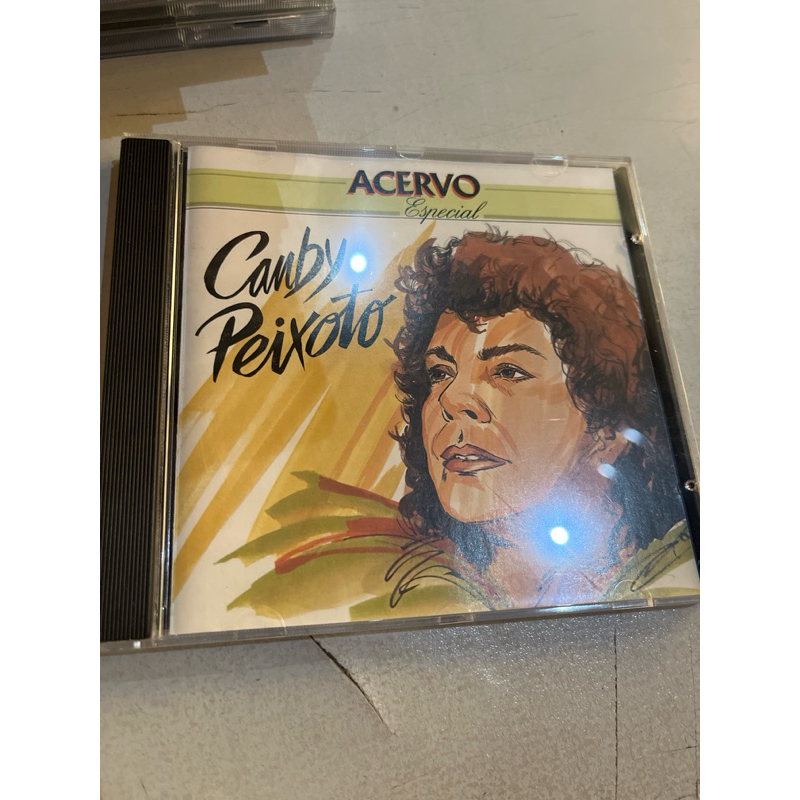 ACERVO
Especial
Cauby
Peixoto